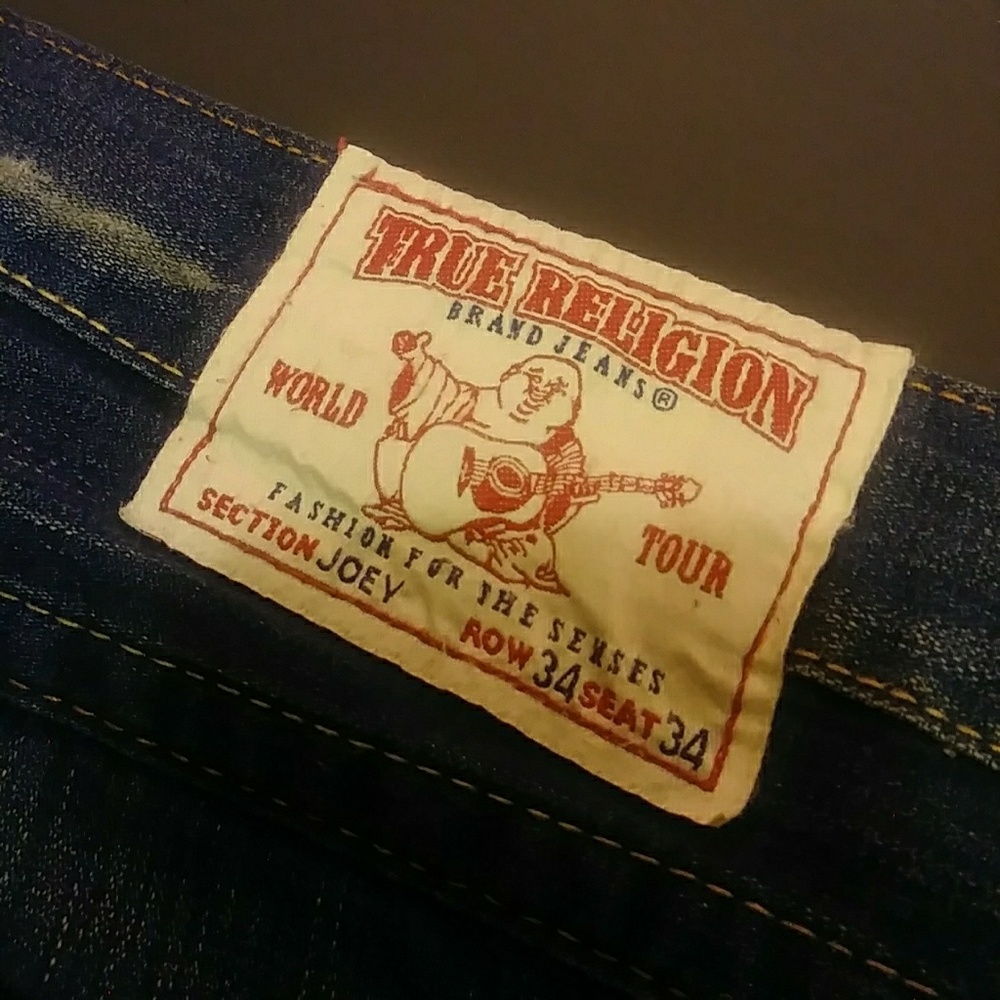 TRUE RELIGION
BRAND JEANS®
WORLD TOUR
FASHION FOR THE SENSES
SECTION JOEY ROW 34 SEAT 34